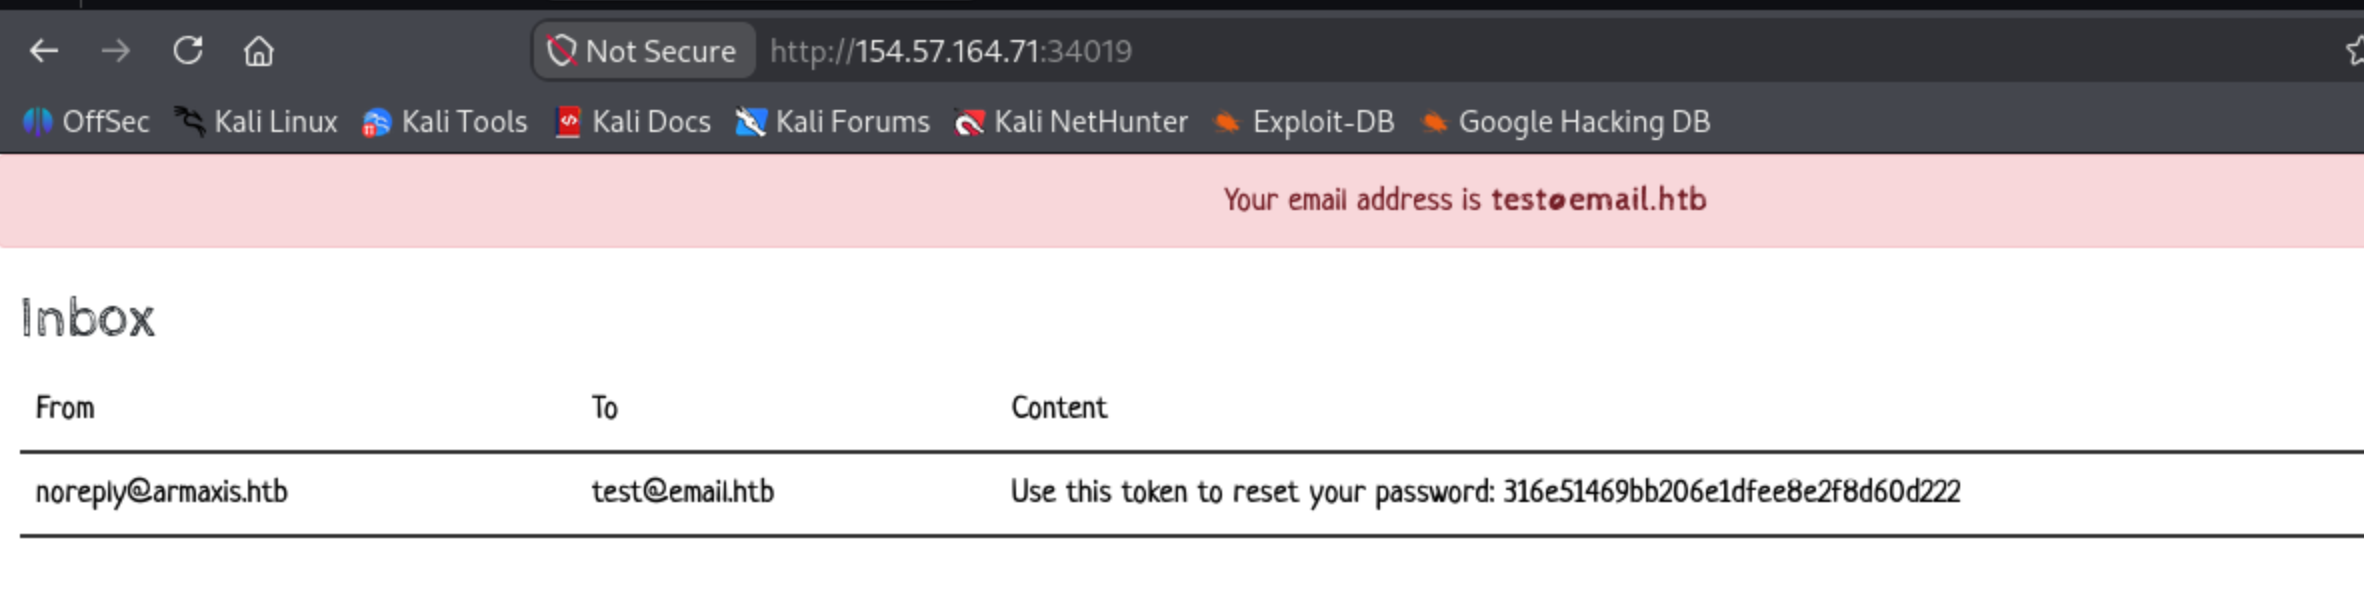 Not Secure http://154.57.164.71:34019
OffSec Kali Linux Kali Tools Kali Docs Kali Forums Kali NetHunter Exploit-DB Google Hacking DB
Your email address is test@email.htb
Inbox
From To Content
noreply@armaxis.htb test@email.htb Use this token to reset your password: 316e51469bb206e1dfee8e2f8d60d222